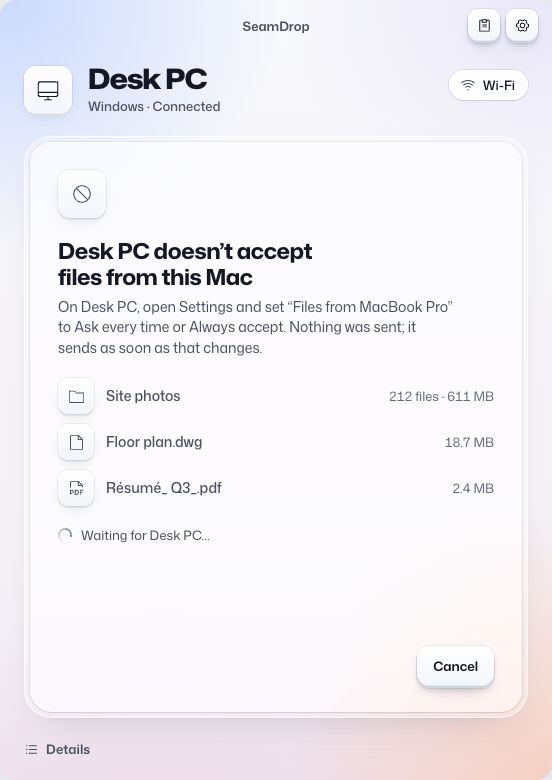 SeamDrop
Desk PC
Windows · Connected
Wi-Fi
Desk PC doesn’t accept
files from this Mac
On Desk PC, open Settings and set “Files from MacBook Pro”
to Ask every time or Always accept. Nothing was sent; it
sends as soon as that changes.
Site photos
212 files · 611 MB
Floor plan.dwg
18.7 MB
PDF
Résumé_ Q3_.pdf
2.4 MB
Waiting for Desk PC...
Cancel
Details